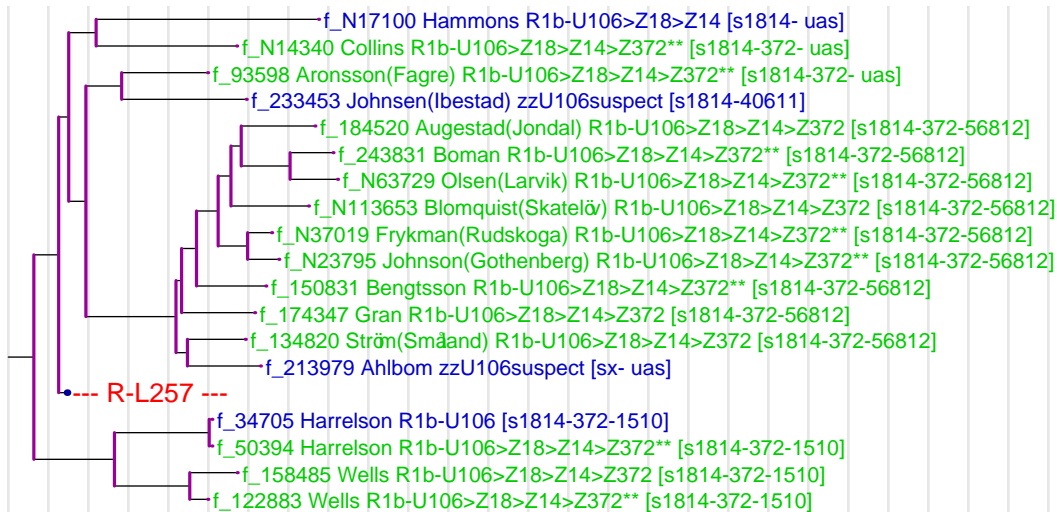 f_N17100 Hammons R1b-U106>Z18>Z14 [s1814- uas]
f_N14340 Collins R1b-U106>Z18>Z14>Z372** [s1814-372- uas]
f_93598 Aronsson(Fagre) R1b-U106>Z18>Z14>Z372** [s1814-372- uas]
f_233453 Johnsen(Ibestad) zzU106suspect [s1814-40611]
f_184520 Augestad(Jondal) R1b-U106>Z18>Z14>Z372 [s1814-372-56812]
f_243831 Boman R1b-U106>Z18>Z14>Z372** [s1814-372-56812]
f_N63729 Olsen(Larvik) R1b-U106>Z18>Z14>Z372** [s1814-372-56812]
f_N113653 Blomquist(Skatelöv) R1b-U106>Z18>Z14>Z372 [s1814-372-56812]
f_N37019 Frykman(Rudskoga) R1b-U106>Z18>Z14>Z372** [s1814-372-56812]
f_N23795 Johnson(Gothenberg) R1b-U106>Z18>Z14>Z372** [s1814-372-56812]
f_150831 Bengtsson R1b-U106>Z18>Z14>Z372** [s1814-372-56812]
f_174347 Gran R1b-U106>Z18>Z14>Z372 [s1814-372-56812]
f_134820 Ström(Småland) R1b-U106>Z18>Z14>Z372 [s1814-372-56812]
f_213979 Ahlbom zzU106suspect [sx- uas]
--- R-L257 ---
f_34705 Harrelson R1b-U106 [s1814-372-1510]
f_50394 Harrelson R1b-U106>Z18>Z14>Z372** [s1814-372-1510]
f_158485 Wells R1b-U106>Z18>Z14>Z372 [s1814-372-1510]
f_122883 Wells R1b-U106>Z18>Z14>Z372** [s1814-372-1510]